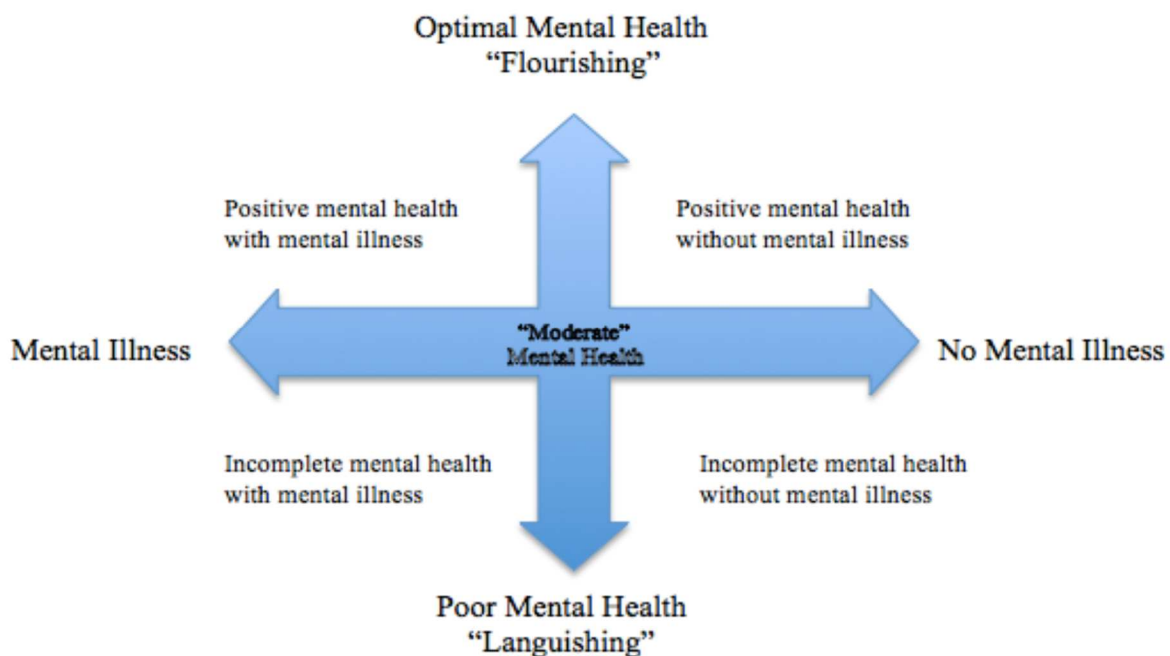 Optimal Mental Health
“Flourishing”
Positive mental health
with mental illness
Positive mental health
without mental illness
Mental Illness
“Moderate”
Mental Health
No Mental Illness
Incomplete mental health
with mental illness
Incomplete mental health
without mental illness
Poor Mental Health
“Languishing”